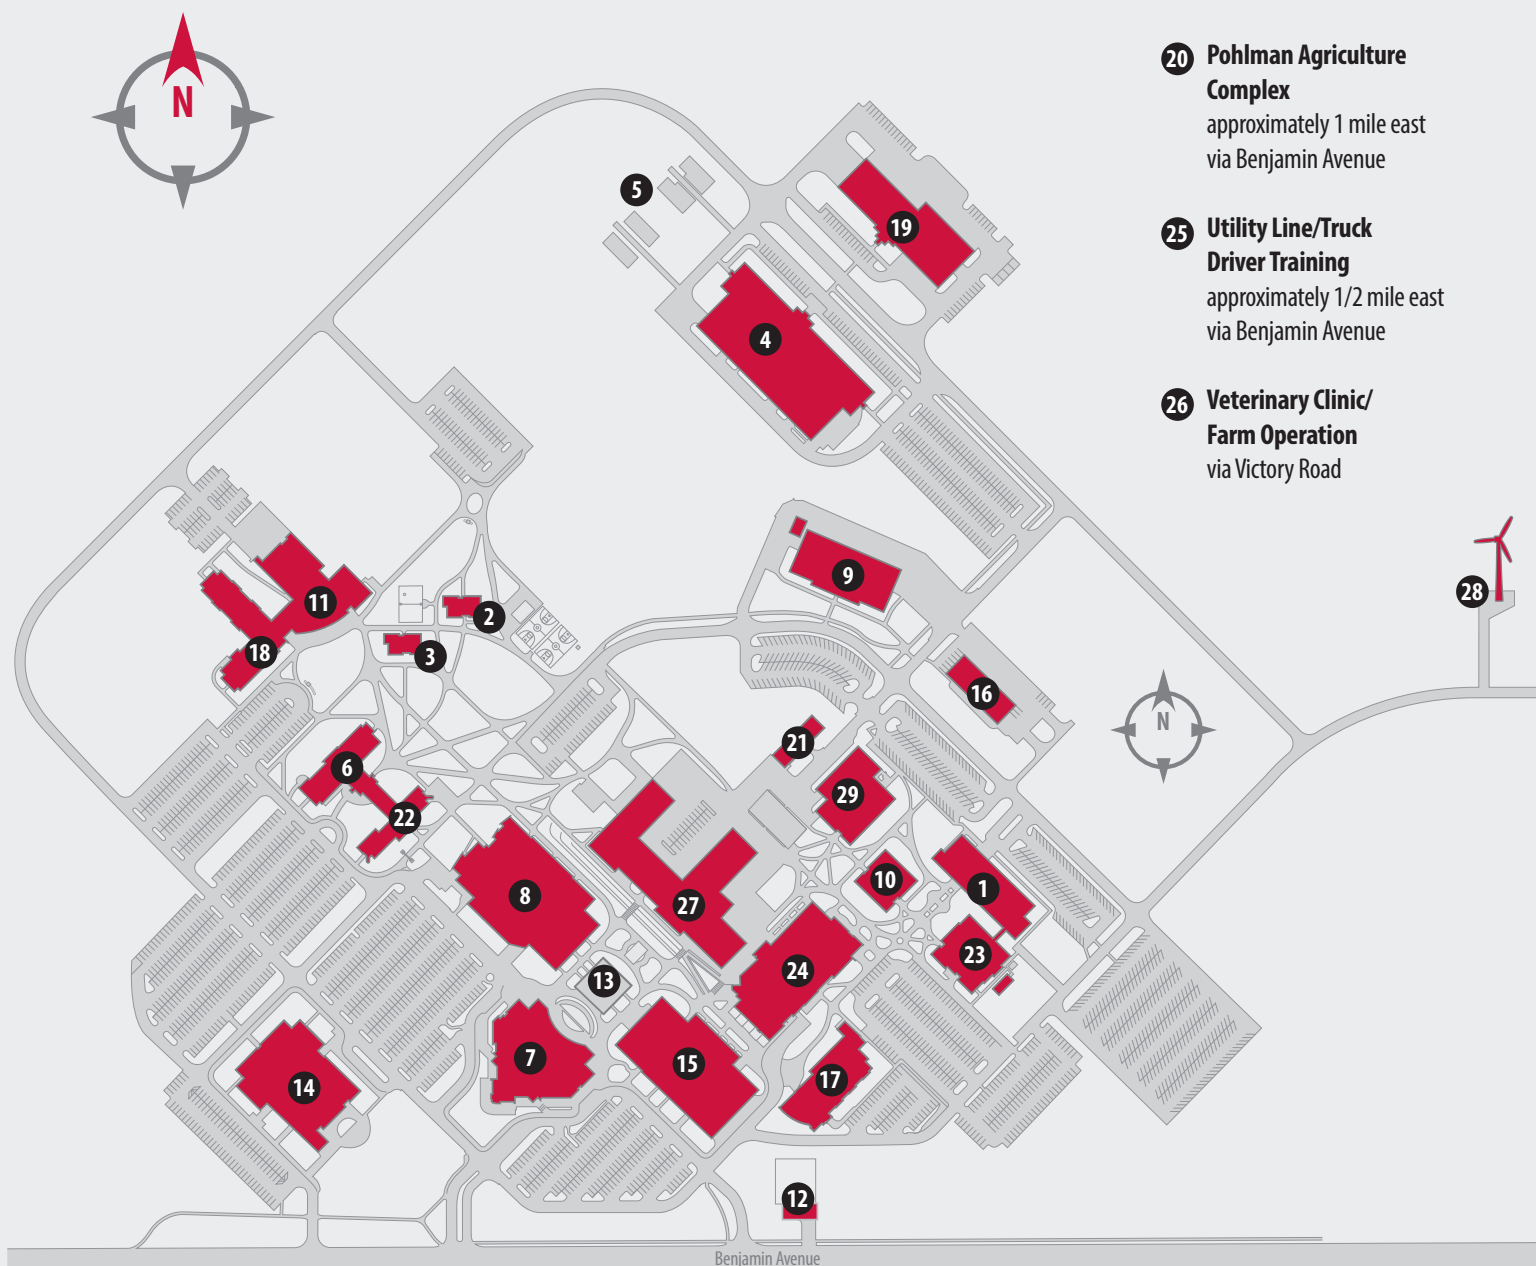 N
20 Pohlman Agriculture
Complex
approximately 1 mile east
via Benjamin Avenue
25 Utility Line/Truck
Driver Training
approximately 1/2 mile east
via Benjamin Avenue
26 Veterinary Clinic/
Farm Operation
via Victory Road
5
19
4
9
28
11
2
18
3
16
N
21
6
29
22
10
1
8
27
23
24
13
7
15
17
14
12
Benjamin Avenue